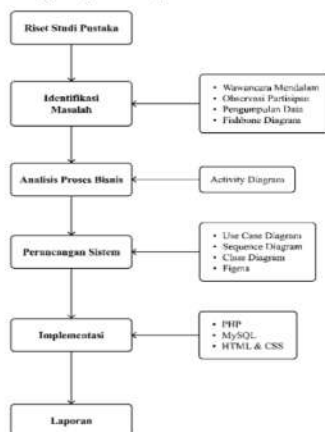 Riset Studi Pustaka
Identifikasi
Masalah
• Wawancara Mendalam
• Observasi Partisipan
• Pengumpulan Data
• Fishbone Diagram
Analisis Proses Bisnis
Activity Diagram
Perancangan Sistem
• Use Case Diagram
• Sequence Diagram
• Class Diagram
• Figma
Implementasi
• PHP
• MySQL
• HTML & CSS
Laporan